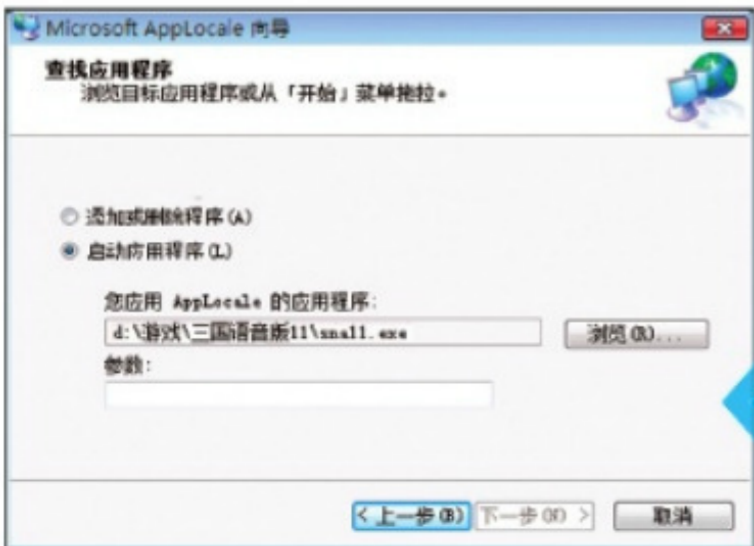 Microsoft AppLocale 向导
查找应用程序
浏览目标应用程序或从「开始」菜单拖拉。
添加或删除程序(A)
启动应用程序(L)
您应用 AppLocale 的应用程序:
d:\游戏\三国语音版11\sna11.exe
浏览(R)...
参数:
< 上一步(B)
下一步(N) >
取消